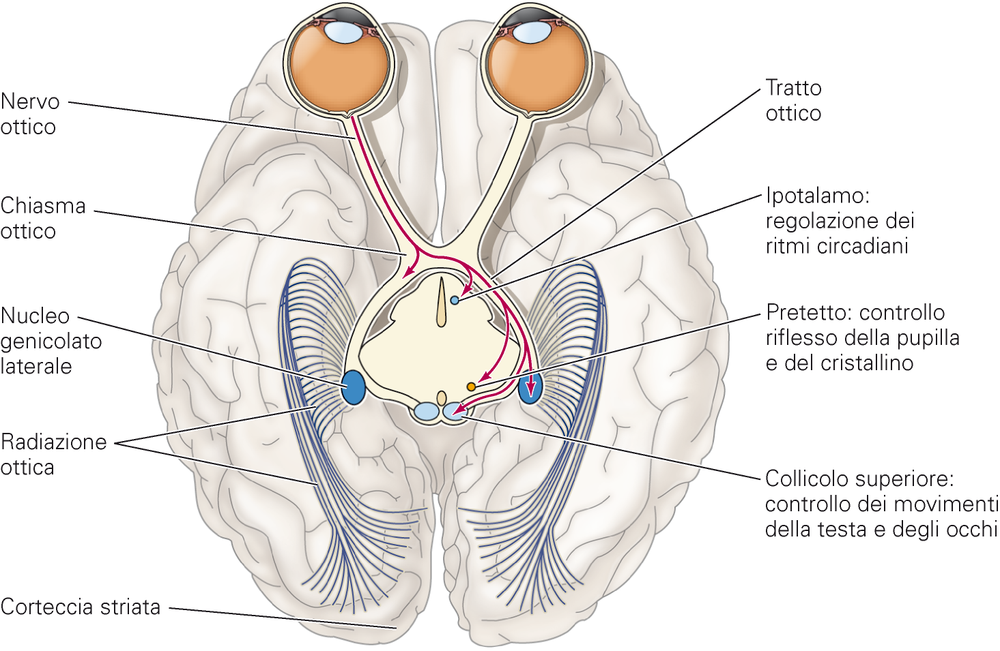 Nervo
ottico
Chiasma
ottico
Nucleo
genicolato
laterale
Radiazione
ottica
Corteccia striata
Tratto
ottico
Ipotalamo:
regolazione dei
ritmi circadiani
Pretetto: controllo
riflesso della pupilla
e del cristallino
Collicolo superiore:
controllo dei movimenti
della testa e degli occhi